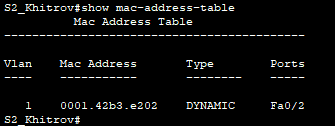 S2_Khitrov#show mac-address-table
Mac Address Table
-------------------------------------------
Vlan Mac Address Type Ports
---- ----------- -------- -----
1 0001.42b3.e202 DYNAMIC Fa0/2
S2_Khitrov#